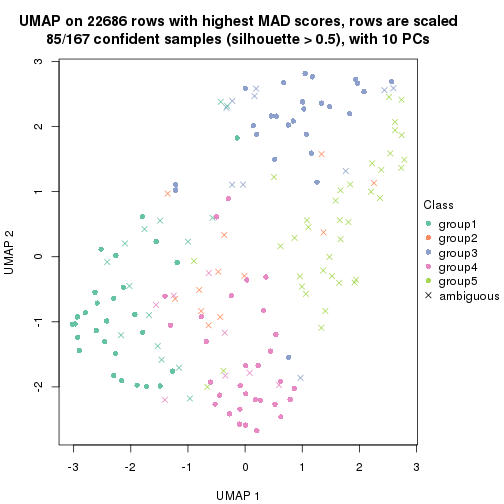 UMAP on 22686 rows with highest MAD scores, rows are scaled
85/167 confident samples (silhouette > 0.5), with 10 PCs
3
2
1
0
-1
-2
UMAP 2
-3
-2
-1
0
1
2
3
UMAP 1
Class
group1
group2
group3
group4
group5
ambiguous